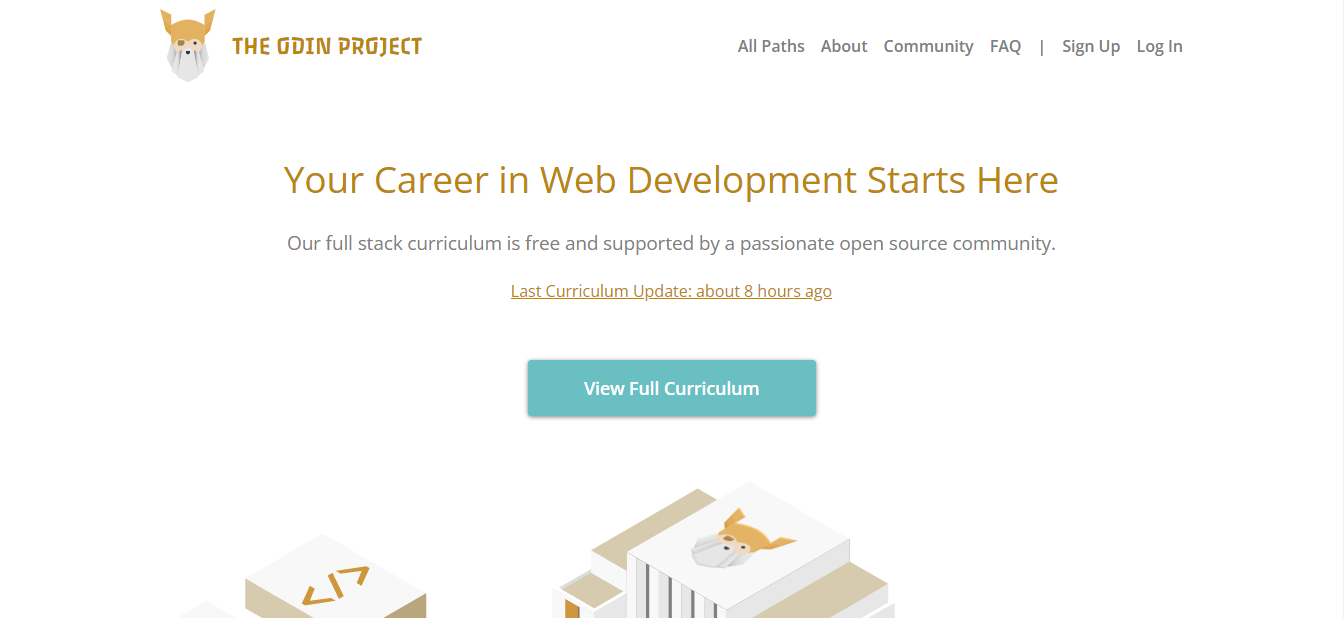 THE ODIN PROJECT
All Paths About Community FAQ | Sign Up Log In
Your Career in Web Development Starts Here
Our full stack curriculum is free and supported by a passionate open source community.
Last Curriculum Update: about 8 hours ago
View Full Curriculum
</>